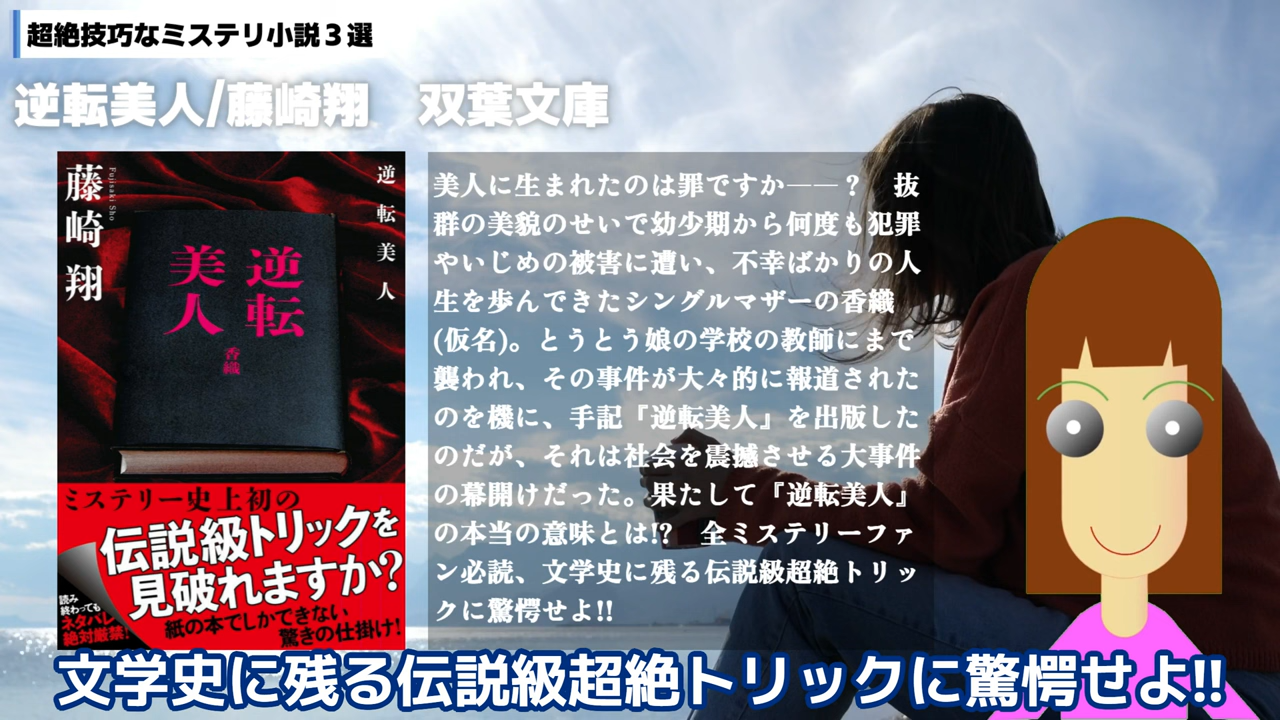 超絶技巧なミステリ小説３選
逆転美人/藤崎翔　双葉文庫
藤崎 翔
Fujisaki Sho
逆転美人
逆転
美人
香織
ミステリー史上初の
伝説級トリックを
見破れますか?
紙の本でしかできない
驚きの仕掛け!
読み
終わっても
ネタバレ
絶対厳禁!
美人に生まれたのは罪ですか――？　抜
群の美貌のせいで幼少期から何度も犯罪
やいじめの被害に遭い、不幸ばかりの人
生を歩んできたシングルマザーの香織
(仮名)。とうとう娘の学校の教師にまで
襲われ、その事件が大々的に報道された
のを機に、手記『逆転美人』を出版した
のだが、それは社会を震撼させる大事件
の幕開けだった。果たして『逆転美人』
の本当の意味とは!?　全ミステリーファ
ン必読、文学史に残る伝説級超絶トリッ
クに驚愕せよ!!
文学史に残る伝説級超絶トリックに驚愕せよ!!